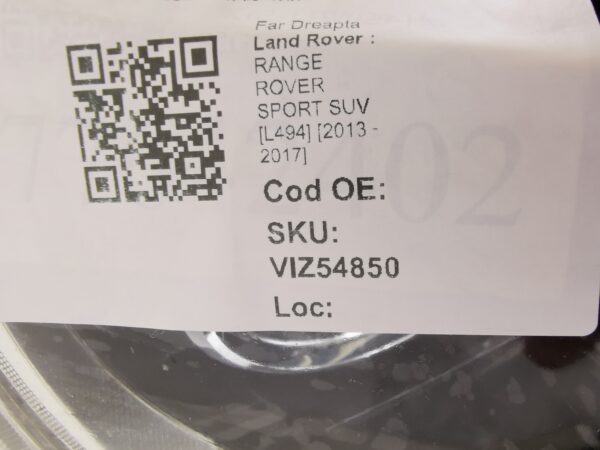 Far Dreapta
Land Rover :
RANGE
ROVER
SPORT SUV
[L494] [2013 -
2017]
Cod OE:
SKU:
VIZ54850
Loc: